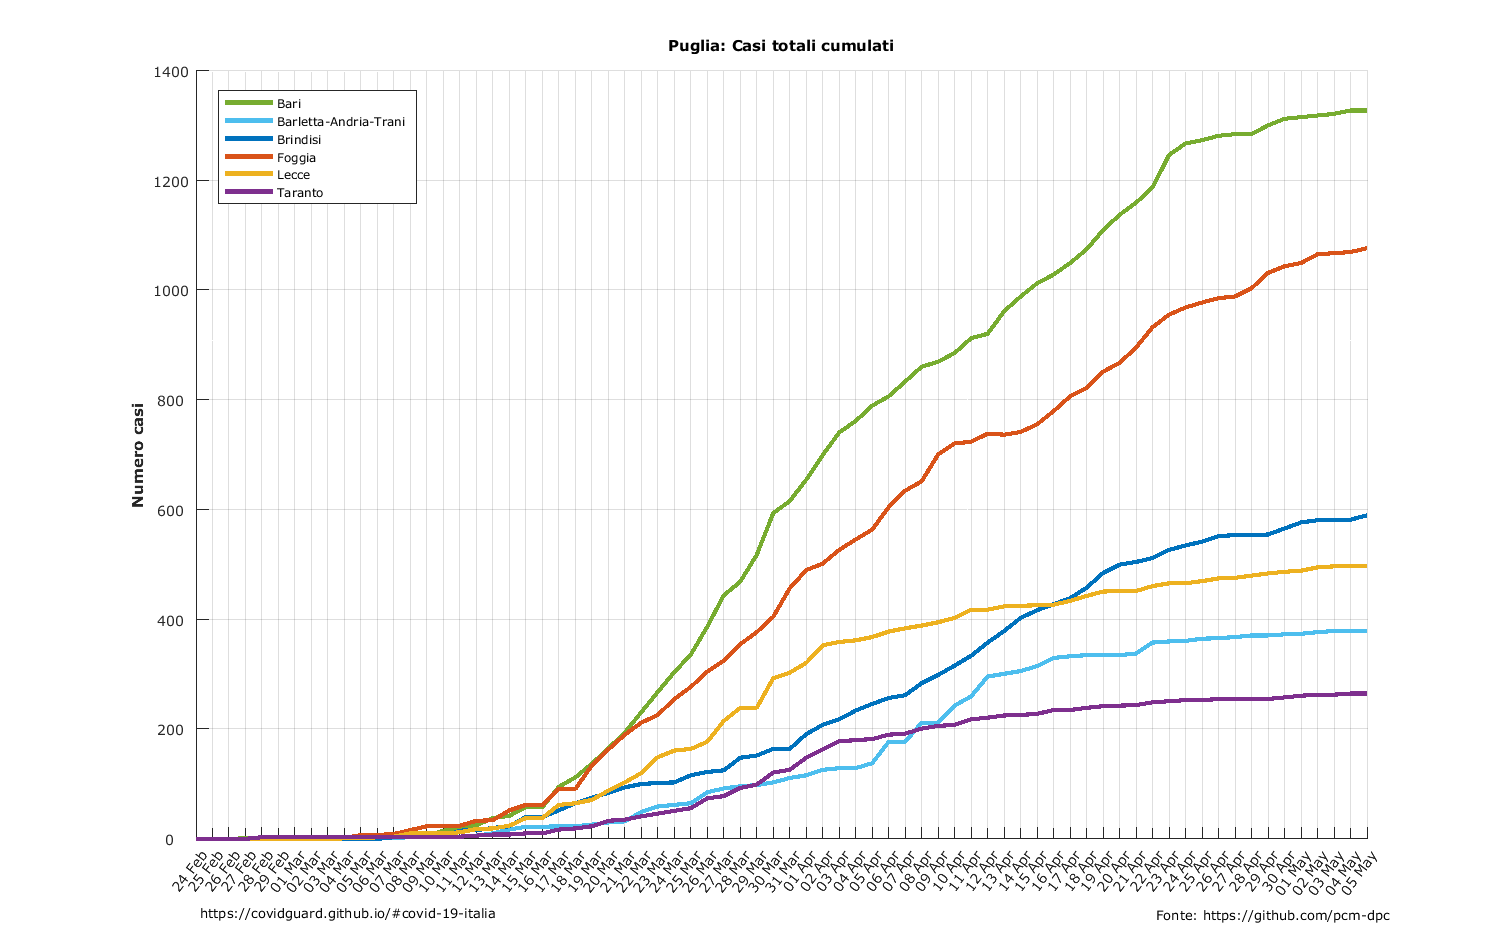 Puglia: Casi totali cumulati
Numero casi
1400
1200
1000
800
600
400
200
0
Bari
Barletta-Andria-Trani
Brindisi
Foggia
Lecce
Taranto
24 Feb
25 Feb
26 Feb
27 Feb
28 Feb
29 Feb
01 Mar
02 Mar
03 Mar
04 Mar
05 Mar
06 Mar
07 Mar
08 Mar
09 Mar
10 Mar
11 Mar
12 Mar
13 Mar
14 Mar
15 Mar
16 Mar
17 Mar
18 Mar
19 Mar
20 Mar
21 Mar
22 Mar
23 Mar
24 Mar
25 Mar
26 Mar
27 Mar
28 Mar
29 Mar
30 Mar
31 Mar
01 Apr
02 Apr
03 Apr
04 Apr
05 Apr
06 Apr
07 Apr
08 Apr
09 Apr
10 Apr
11 Apr
12 Apr
13 Apr
14 Apr
15 Apr
16 Apr
17 Apr
18 Apr
19 Apr
20 Apr
21 Apr
22 Apr
23 Apr
24 Apr
25 Apr
26 Apr
27 Apr
28 Apr
29 Apr
30 Apr
01 May
02 May
03 May
04 May
05 May
https://covidguard.github.io/#covid-19-italia
Fonte: https://github.com/pcm-dpc